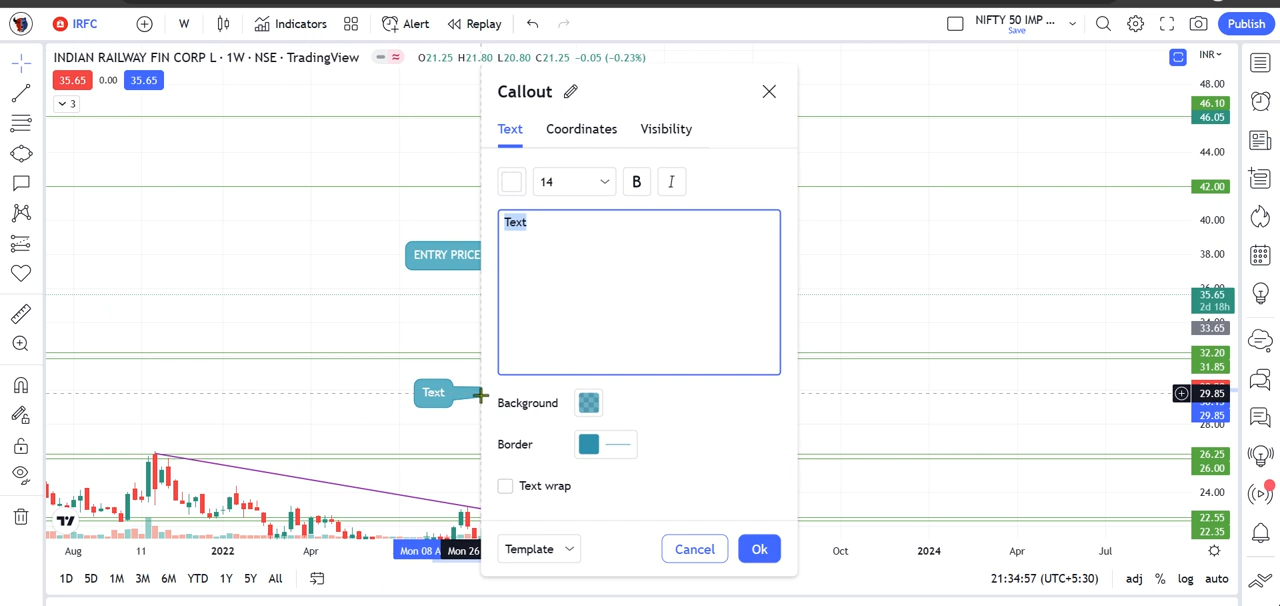 IRFC
W
Indicators
Alert
Replay
NIFTY 50 IMP ...
Save
Publish
INDIAN RAILWAY FIN CORP L · 1W · NSE · TradingView
O21.25 H21.80 L20.80 C21.25 −0.05 (−0.23%)
INR
35.65
0.00
35.65
3
Callout
Text
Coordinates
Visibility
14
B
I
Text
Background
Border
Text wrap
Template
Cancel
Ok
ENTRY PRICE
Text
48.00
46.10
46.05
44.00
42.00
40.00
38.00
35.65
2d 18h
33.65
32.20
31.85
29.85
29.85
28.00
26.25
26.00
24.00
22.55
22.35
Aug
11
2022
Apr
Mon 08 A
Mon 26
Oct
2024
Apr
Jul
1D
5D
1M
3M
6M
YTD
1Y
5Y
All
21:34:57 (UTC+5:30)
adj
%
log
auto